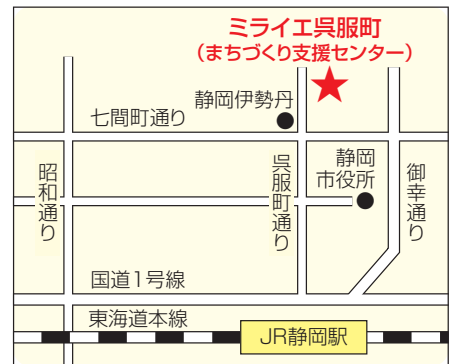 ミライエ呉服町
(まちづくり支援センター)
静岡伊勢丹
七間町通り
昭和通り
呉服町通り
静岡
市役所
御幸通り
国道1号線
東海道本線
JR静岡駅